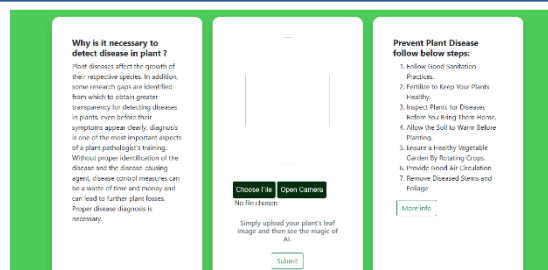 Why is it necessary to
detect disease in plant ?
Plant diseases affect the growth of
their respective species. In addition,
some research gaps are identified
from which to obtain greater
transparency for detecting diseases
in plants, even before their
symptoms appear clearly. diagnosis
is one of the most important aspects
of a plant pathologist's training.
Without proper identification of the
disease and the disease-causing
agent, disease control measures can
be a waste of time and money and
can lead to further plant losses.
Proper disease diagnosis is
necessary.
Choose File
Open Camera
No file chosen
Simply upload your plant's leaf
image and then see the magic of
AI.
Submit
Prevent Plant Disease
follow below steps:
1. Follow Good Sanitation
Practices.
2. Fertilize to Keep Your Plants
Healthy.
3. Inspect Plants for Diseases
Before You Bring Them Home.
4. Allow the Soil to Warm Before
Planting.
5. Ensure a Healthy Vegetable
Garden By Rotating Crops.
6. Provide Good Air Circulation
7. Remove Diseased Stems and
Foliage
More info